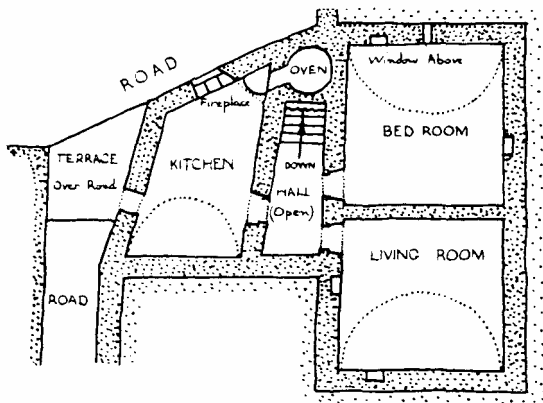 ROAD
OVEN
Window Above
Fireplace
BED ROOM
TERRACE
Over Road
KITCHEN
DOWN
HALL
(Open)
LIVING ROOM
ROAD